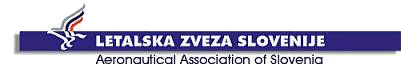 LETALSKA ZVEZA SLOVENIJE
Aeronautical Association of Slovenia